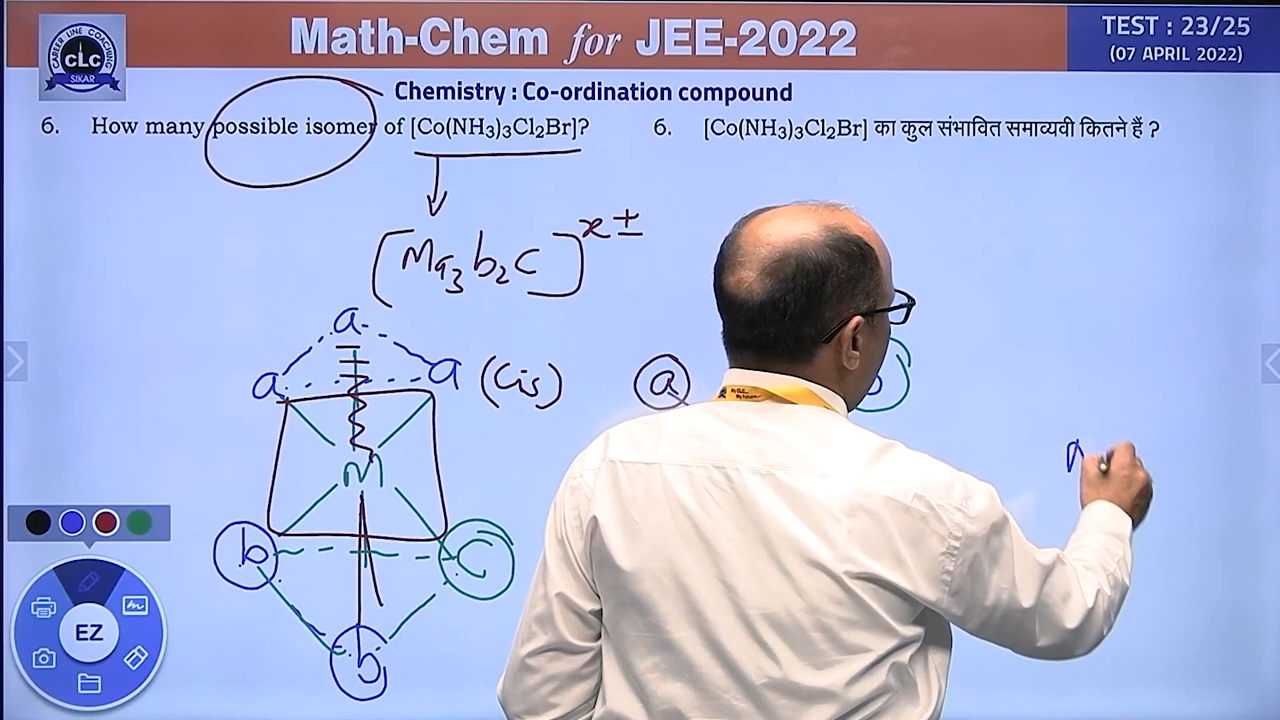 Math-Chem for JEE-2022
TEST : 23/25
(07 APRIL 2022)
CAREER LINE COACHING
CLC
SIKAR
Chemistry : Co-ordination compound
6. How many possible isomer of [Co(NH3)3Cl2Br]?
6. [Co(NH3)3Cl2Br] का कुल संभावित समाव्यवी कितने हैं ?
[Ma3b2c]x±
a
a a (Cis)
a
M
b c
b
EZ